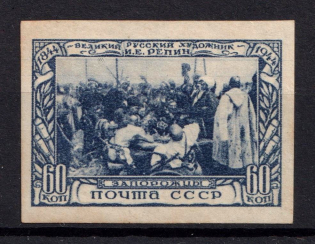 ВЕЛИКИЙ РУССКИЙ ХУДОЖНИК
1844 И.Е. РЕПИН 1944
ЗАПОРОЖЦЫ
60 КОП ПОЧТА СССР 60 КОП